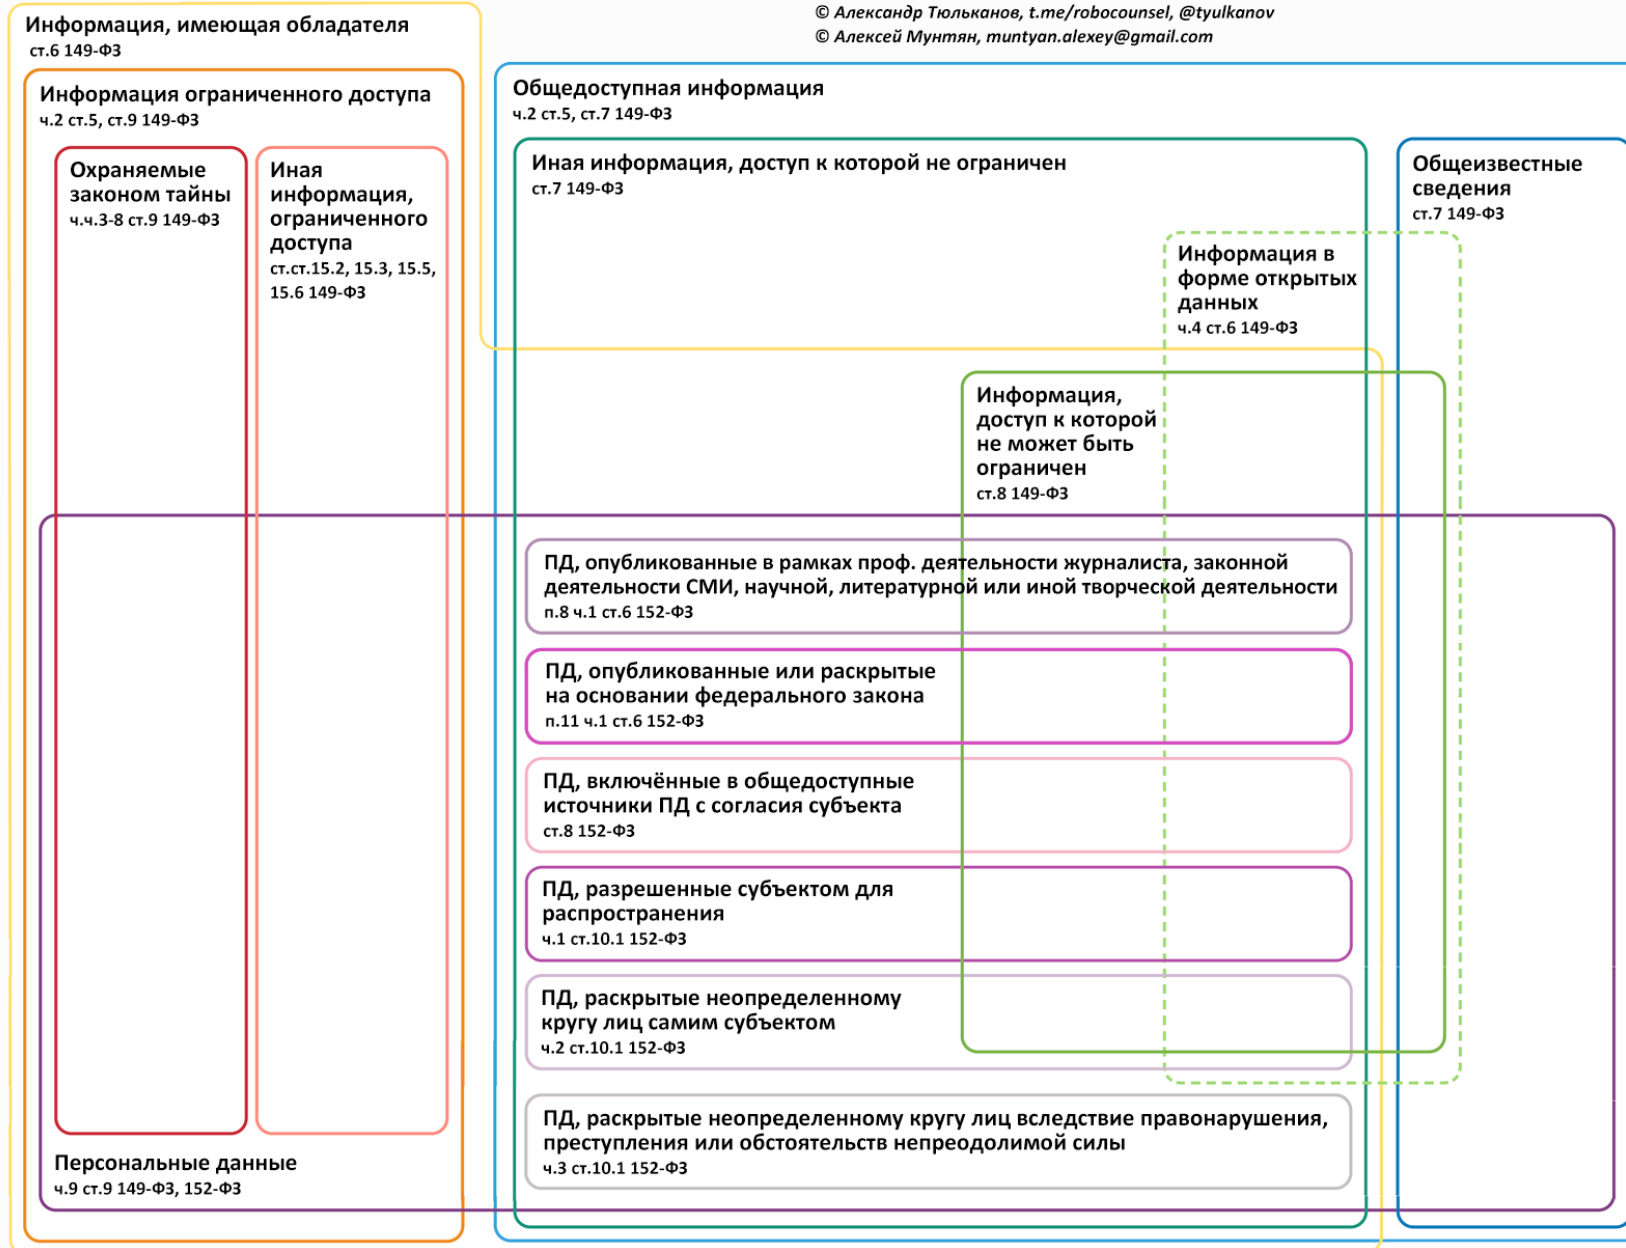 © Александр Тюльканов, t.me/robocounsel, @tyulkanov
© Алексей Мунтян, muntyan.alexey@gmail.com
Информация, имеющая обладателя
ст.6 149-ФЗ
Информация ограниченного доступа
ч.2 ст.5, ст.9 149-ФЗ
Охраняемые
законом тайны
ч.ч.3-8 ст.9 149-ФЗ
Иная
информация,
ограниченного
доступа
ст.ст.15.2, 15.3, 15.5,
15.6 149-ФЗ
Общедоступная информация
ч.2 ст.5, ст.7 149-ФЗ
Иная информация, доступ к которой не ограничен
ст.7 149-ФЗ
Общеизвестные
сведения
ст.7 149-ФЗ
Информация в
форме открытых
данных
ч.4 ст.6 149-ФЗ
Информация,
доступ к которой
не может быть
ограничен
ст.8 149-ФЗ
ПД, опубликованные в рамках проф. деятельности журналиста, законной
деятельности СМИ, научной, литературной или иной творческой деятельности
п.8 ч.1 ст.6 152-ФЗ
ПД, опубликованные или раскрытые
на основании федерального закона
п.11 ч.1 ст.6 152-ФЗ
ПД, включённые в общедоступные
источники ПД с согласия субъекта
ст.8 152-ФЗ
ПД, разрешенные субъектом для
распространения
ч.1 ст.10.1 152-ФЗ
ПД, раскрытые неопределенному
кругу лиц самим субъектом
ч.2 ст.10.1 152-ФЗ
ПД, раскрытые неопределенному кругу лиц вследствие правонарушения,
преступления или обстоятельств непреодолимой силы
ч.3 ст.10.1 152-ФЗ
Персональные данные
ч.9 ст.9 149-ФЗ, 152-ФЗ